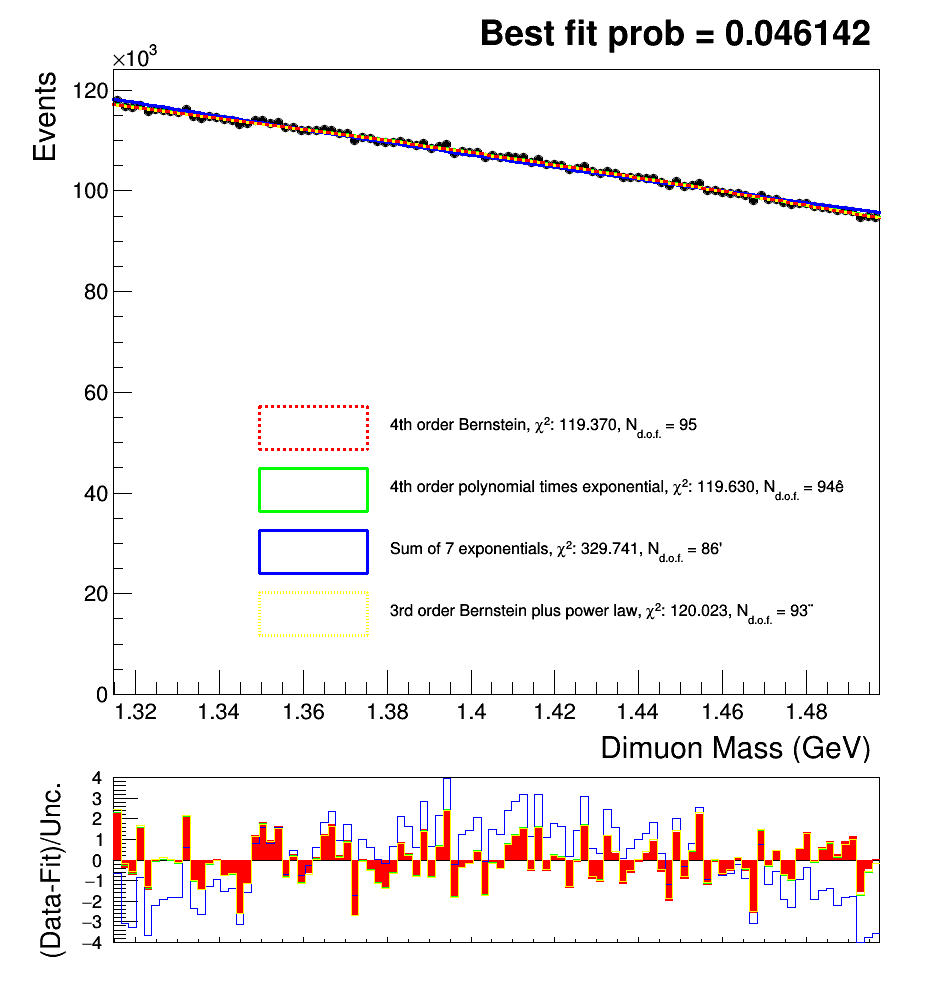 Best fit prob = 0.046142
×10³
Events
120
100
80
60
40
20
0
4th order Bernstein, χ²: 119.370, N_d.o.f. = 95
4th order polynomial times exponential, χ²: 119.630, N_d.o.f. = 94ê
Sum of 7 exponentials, χ²: 329.741, N_d.o.f. = 86'
3rd order Bernstein plus power law, χ²: 120.023, N_d.o.f. = 93¨
1.32 1.34 1.36 1.38 1.4 1.42 1.44 1.46 1.48
Dimuon Mass (GeV)
(Data-Fit)/Unc.
4
3
2
1
0
−1
−2
−3
−4